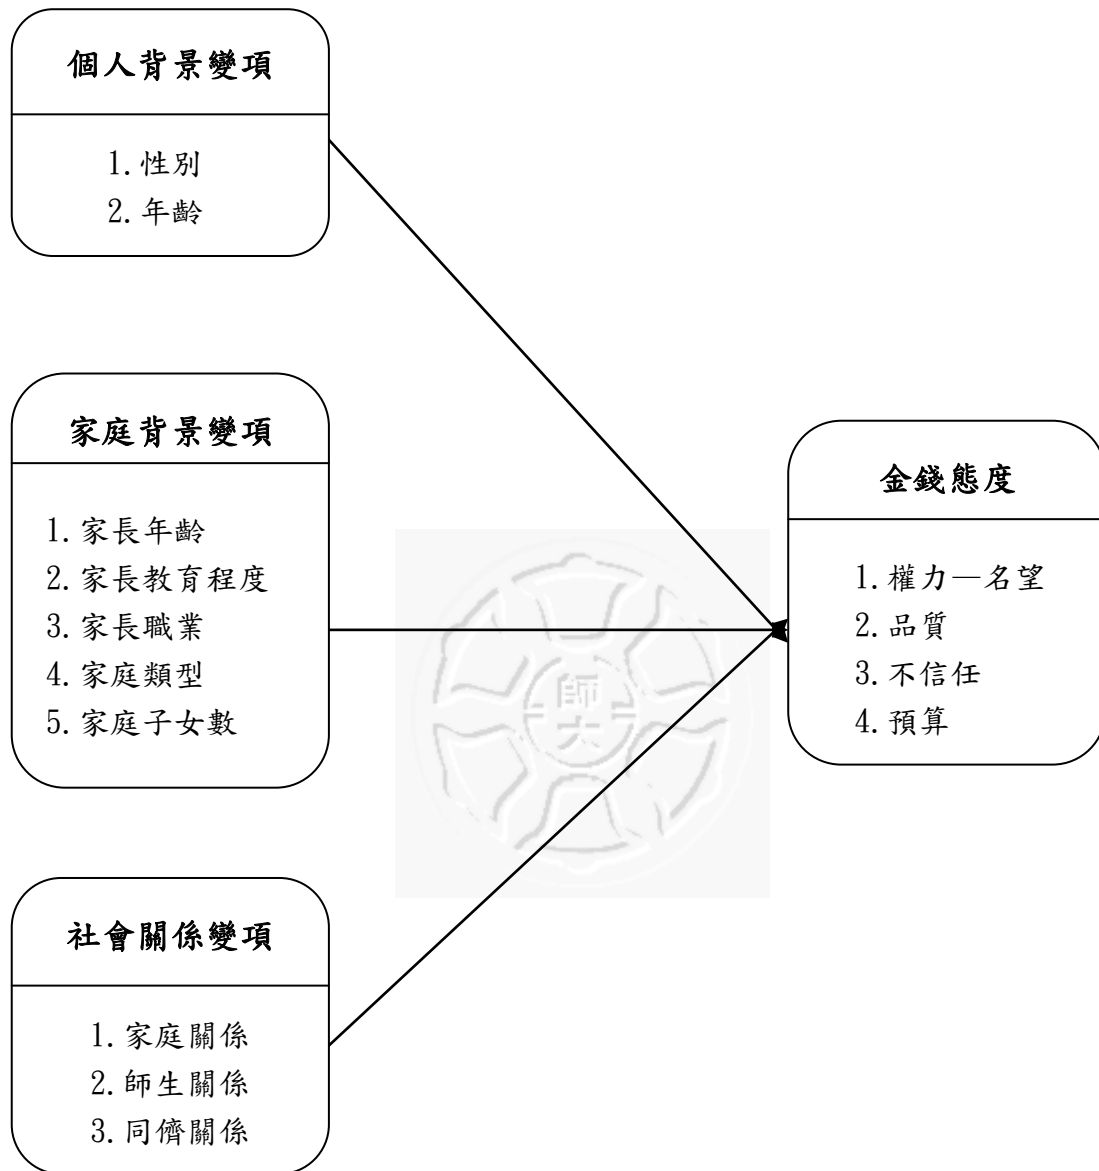 個人背景變項
1.性別
2.年齡
家庭背景變項
1.家長年齡
2.家長教育程度
3.家長職業
4.家庭類型
5.家庭子女數
社會關係變項
1.家庭關係
2.師生關係
3.同儕關係
金錢態度
1.權力—名望
2.品質
3.不信任
4.預算
師
大